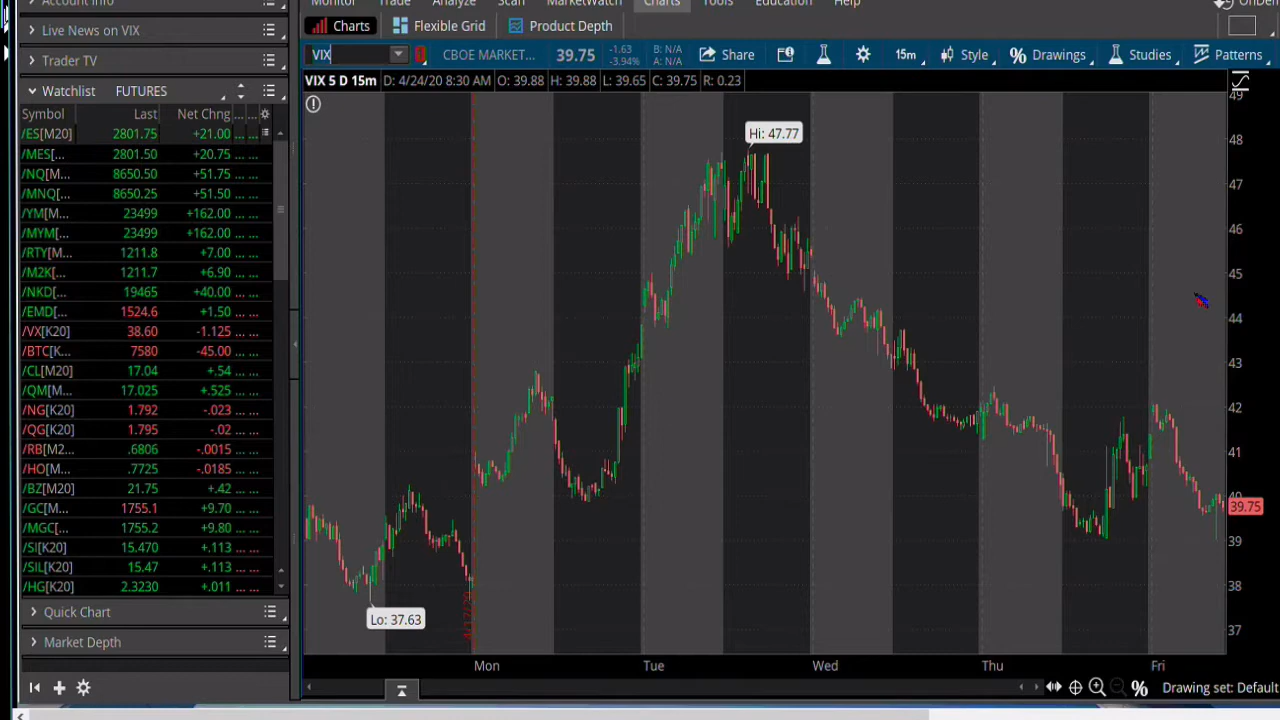 Account Info
Monitor Trade Analyze Scan MarketWatch Charts Tools Education Help
Live News on VIX
Charts Flexible Grid Product Depth
Trader TV
VIX CBOE MARKET... 39.75 -1.63 -3.94% B: N/A A: N/A Share 15m Style Drawings Studies Patterns
VIX 5 D 15m D: 4/24/20 8:30 AM O: 39.88 H: 39.88 L: 39.65 C: 39.75 R: 0.23
Watchlist FUTURES
Symbol Last Net Chng ... ...
/ES[M20] 2801.75 +21.00 ... ...
/MES[... 2801.50 +20.75 ... ...
/NQ[M... 8650.50 +51.75 ... ...
/MNQ[... 8650.25 +51.50 ... ...
/YM[M... 23499 +162.00 ... ...
/MYM[... 23499 +162.00 ... ...
/RTY[M... 1211.8 +7.00 ... ...
/M2K[... 1211.7 +6.90 ... ...
/NKD[... 19465 +40.00 ... ...
/EMD[... 1524.6 +1.50 ... ...
/VX[K20] 38.60 -1.125 ... ...
/BTC[K... 7580 -45.00 ... ...
/CL[M20] 17.04 +.54 ... ...
/QM[M... 17.025 +.525 ... ...
/NG[K20] 1.792 -.023 ... ...
/QG[K20] 1.795 -.02 ... ...
/RB[M2... .6806 -.0015 ... ...
/HO[M... .7725 -.0185 ... ...
/BZ[M20] 21.75 +.42 ... ...
/GC[M... 1755.1 +9.70 ... ...
/MGC[... 1755.2 +9.80 ... ...
/SI[K20] 15.470 +.113 ... ...
/SIL[K20] 15.47 +.113 ... ...
/HG[K20] 2.3230 +.011 ... ...
Quick Chart
Market Depth
Hi: 47.77
Lo: 37.63
49
48
47
46
45
44
43
42
41
40
39.75
39
38
37
Mon Tue Wed Thu Fri
Drawing set: Default